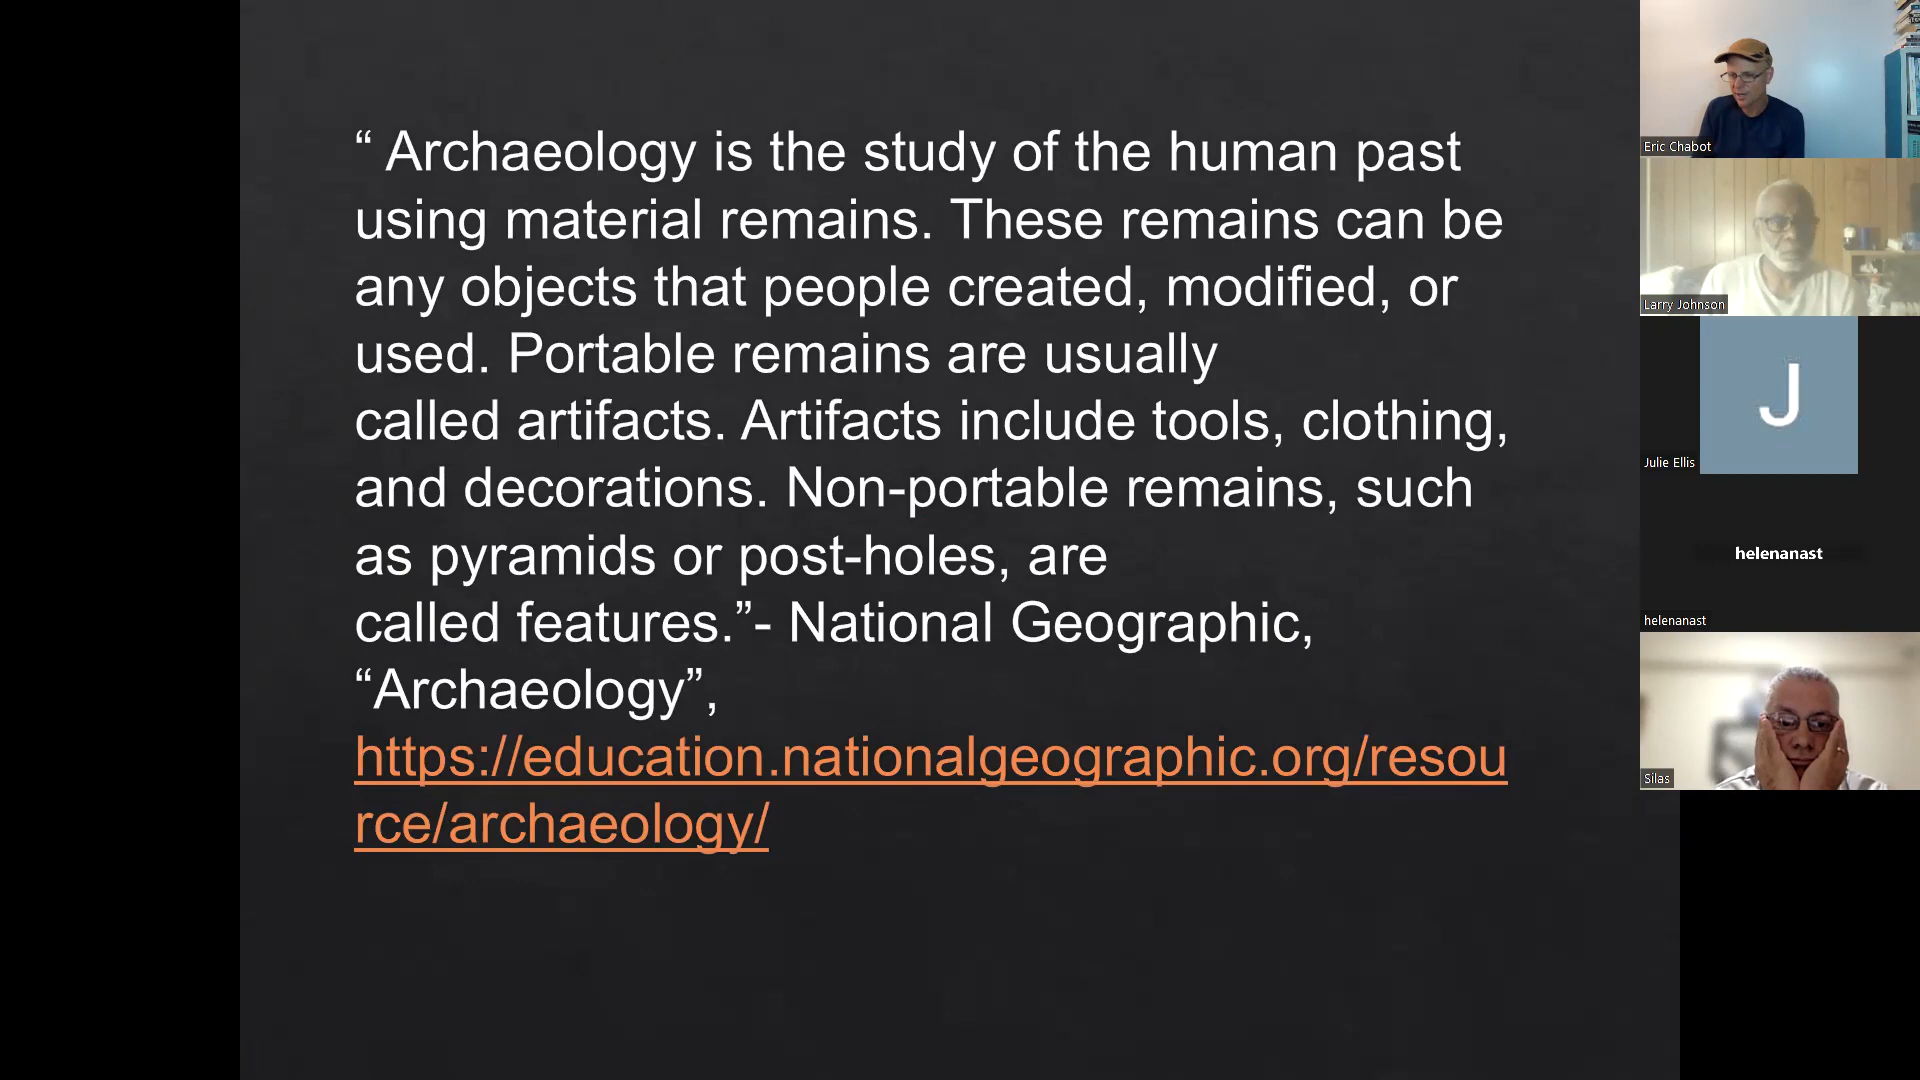 “ Archaeology is the study of the human past
using material remains. These remains can be
any objects that people created, modified, or
used. Portable remains are usually
called artifacts. Artifacts include tools, clothing,
and decorations. Non-portable remains, such
as pyramids or post-holes, are
called features.”- National Geographic,
“Archaeology”,
https://education.nationalgeographic.org/resou
rce/archaeology/
Eric Chabot
Larry Johnson
J
Julie Ellis
helenanast
helenanast
Silas